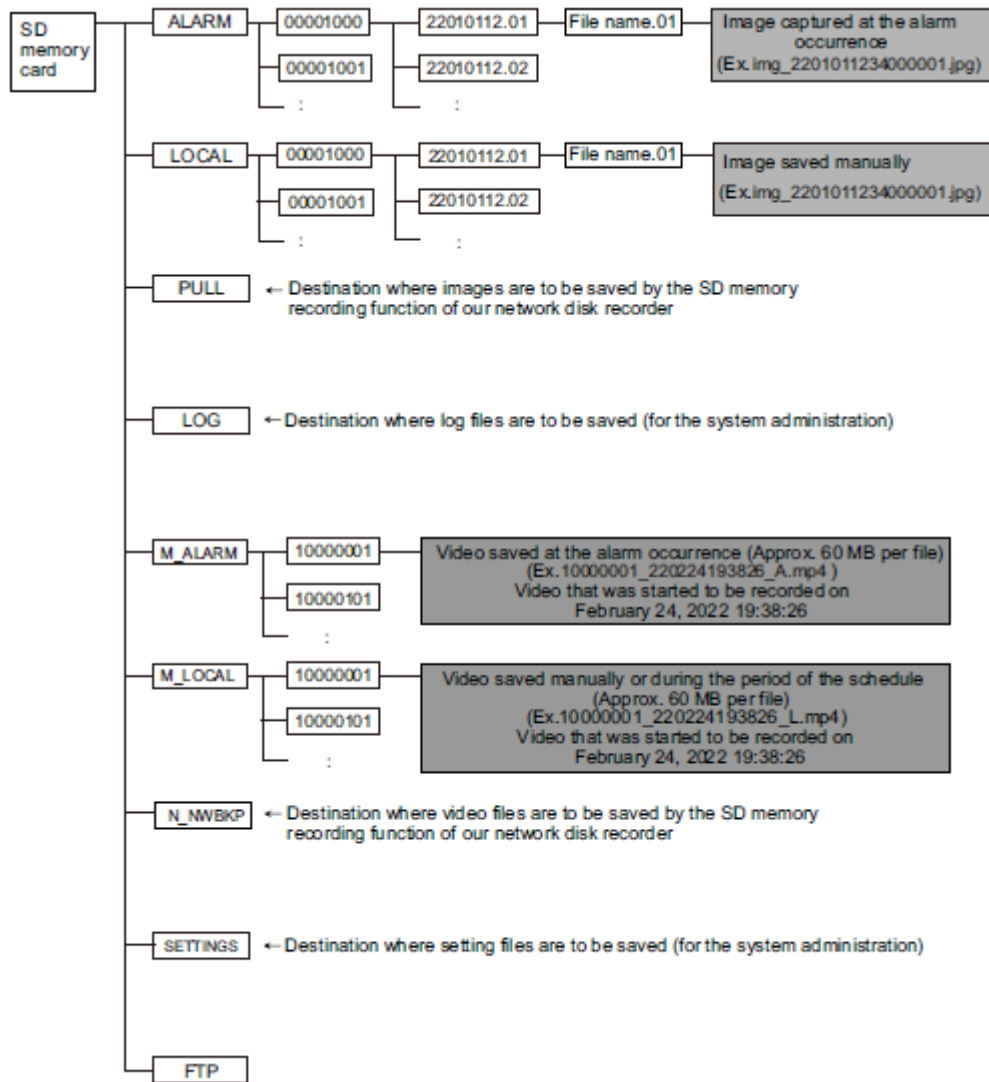 SD
memory
card
ALARM
00001000
22010112.01
File name.01
Image captured at the alarm
occurrence
(Ex.img_2201011234000001.jpg)
00001001
22010112.02
:
:
LOCAL
00001000
22010112.01
File name.01
Image saved manually
(Ex.img_2201011234000001.jpg)
00001001
22010112.02
:
:
PULL
← Destination where images are to be saved by the SD memory
recording function of our network disk recorder
LOG
← Destination where log files are to be saved (for the system administration)
M_ALARM
10000001
Video saved at the alarm occurrence (Approx. 60 MB per file)
(Ex.10000001_220224193826_A.mp4 )
Video that was started to be recorded on
February 24, 2022 19:38:26
10000101
:
M_LOCAL
10000001
Video saved manually or during the period of the schedule
(Approx. 60 MB per file)
(Ex.10000001_220224193826_L.mp4)
Video that was started to be recorded on
February 24, 2022 19:38:26
10000101
:
N_NWBKP
← Destination where video files are to be saved by the SD memory
recording function of our network disk recorder
SETTINGS
← Destination where setting files are to be saved (for the system administration)
FTP